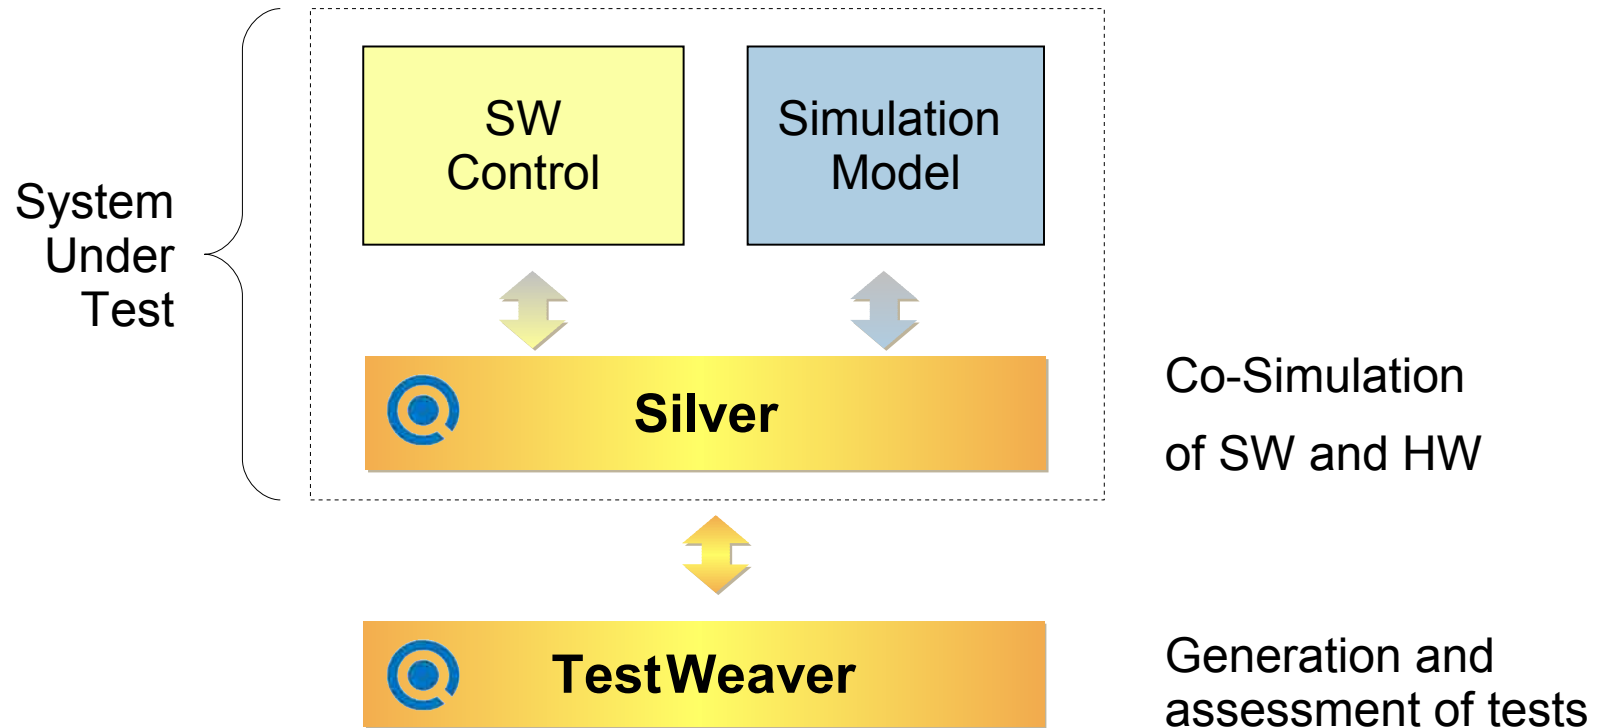 SW
Control
Simulation
Model
System
Under
Test
Silver
Co-Simulation
of SW and HW
TestWeaver
Generation and
assessment of tests